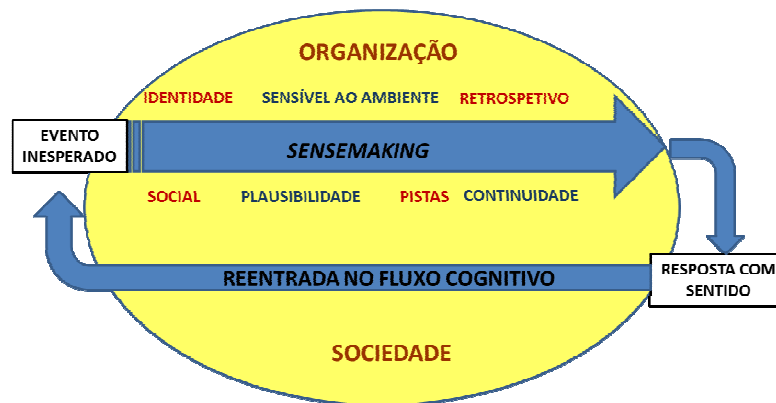 ORGANIZAÇÃO
IDENTIDADE SENSÍVEL AO AMBIENTE RETROSPETIVO
EVENTO
INESPERADO
SENSEMAKING
SOCIAL PLAUSIBILIDADE PISTAS CONTINUIDADE
REENTRADA NO FLUXO COGNITIVO
RESPOSTA COM
SENTIDO
SOCIEDADE